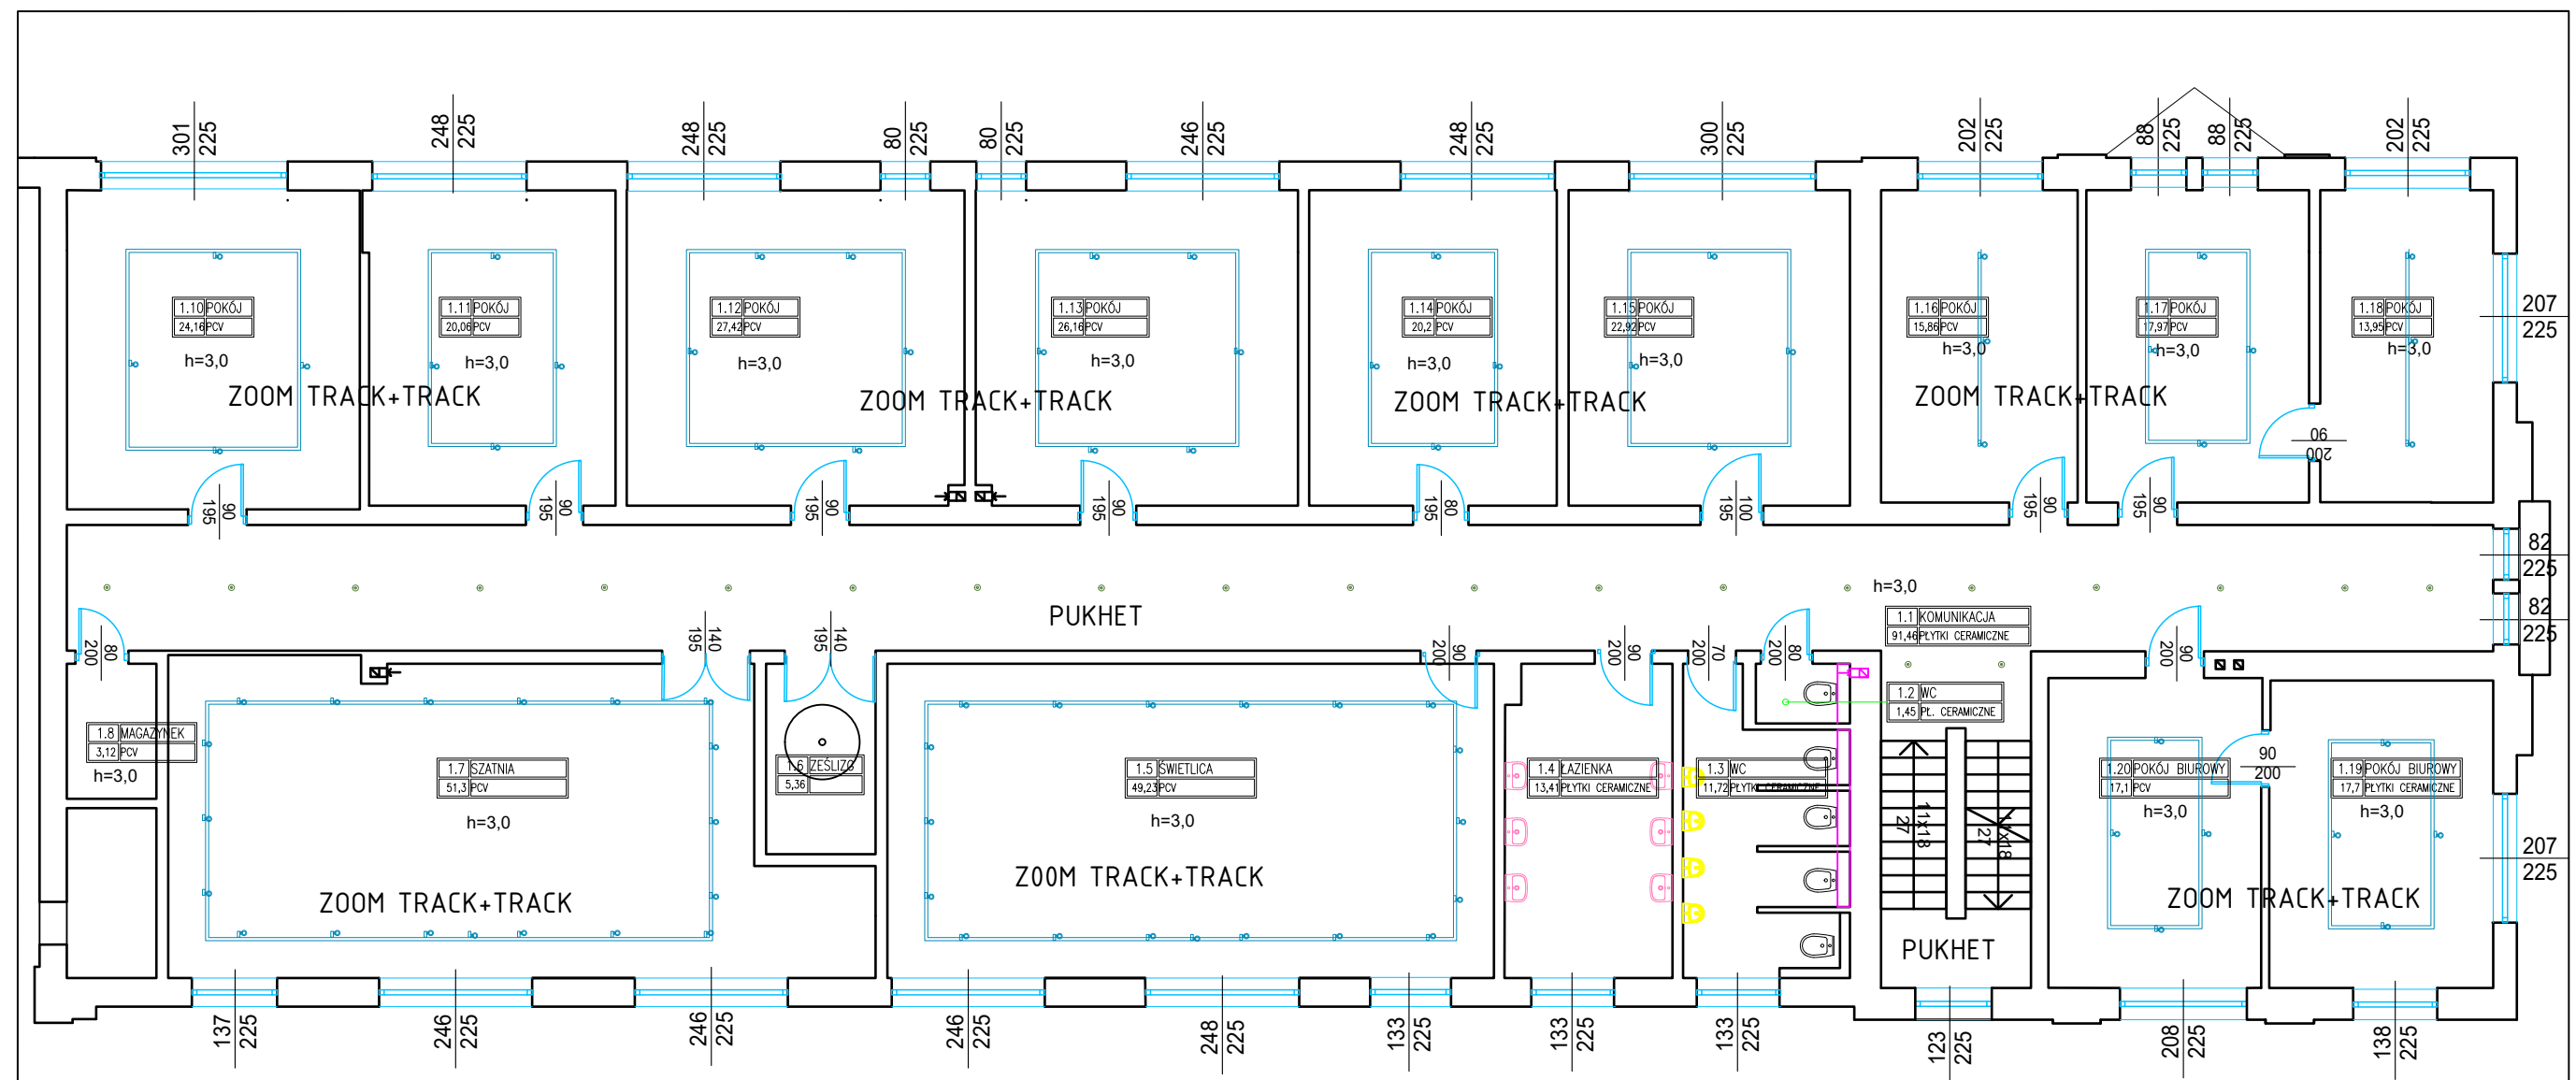 301
225
248
225
248
225
80
225
80
225
246
225
248
225
300
225
202
225
88
225
88
225
202
225
1.10 POKÓJ
24,16 PCV
h=3,0
1.11 POKÓJ
20,06 PCV
h=3,0
1.12 POKÓJ
27,42 PCV
h=3,0
1.13 POKÓJ
26,16 PCV
h=3,0
1.14 POKÓJ
20,2 PCV
h=3,0
1.15 POKÓJ
22,92 PCV
h=3,0
1.16 POKÓJ
15,86 PCV
h=3,0
1.17 POKÓJ
17,97 PCV
h=3,0
1.18 POKÓJ
13,95 PCV
h=3,0
207
225
ZOOM TRACK+TRACK
ZOOM TRACK+TRACK
ZOOM TRACK+TRACK
ZOOM TRACK+TRACK
90
200
90
195
90
195
90
195
90
195
80
195
100
195
90
195
90
195
82
225
82
225
h=3,0
PUKHET
1.1 KOMUNIKACJA
91,46 PŁYTKI CERAMICZNE
80
200
140
195
140
195
90
200
90
200
70
200
80
200
90
200
1.2 WC
1,45 PŁ. CERAMICZNE
1.8 MAGAZYNEK
3,12 PCV
h=3,0
1.7 SZATNIA
51,3 PCV
h=3,0
1.6 ZEŚLIZG
5,36
1.5 ŚWIETLICA
49,23 PCV
h=3,0
1.4 ŁAZIENKA
13,41 PŁYTKI CERAMICZNE
1.3 WC
11,72 PŁYTKI CERAMICZNE
11x18
27
11x18
27
1.20 POKÓJ BIUROWY
17,1 PCV
h=3,0
90
200
1.19 POKÓJ BIUROWY
17,7 PŁYTKI CERAMICZNE
h=3,0
207
225
ZOOM TRACK+TRACK
ZOOM TRACK+TRACK
ZOOM TRACK+TRACK
PUKHET
137
225
246
225
246
225
246
225
248
225
133
225
133
225
133
225
123
225
208
225
138
225